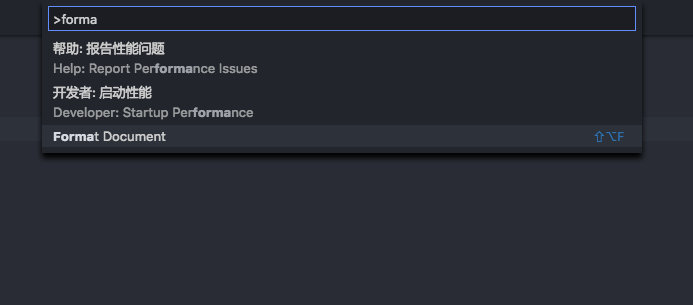 >forma
帮助: 报告性能问题
Help: Report Performance Issues
开发者: 启动性能
Developer: Startup Performance
Format Document ⇧⌥F